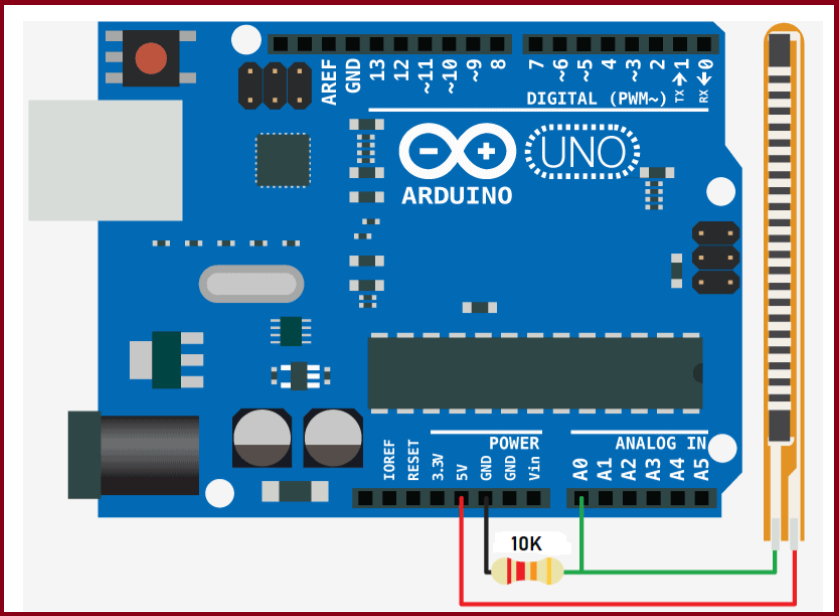 AREF
GND
13
12
~11
~10
~9
8
7
~6
~5
4
~3
2
TX→1
RX←0
DIGITAL (PWM~)
UNO
ARDUINO
POWER
ANALOG IN
IOREF
RESET
3.3V
5V
GND
GND
Vin
A0
A1
A2
A3
A4
A5
10K